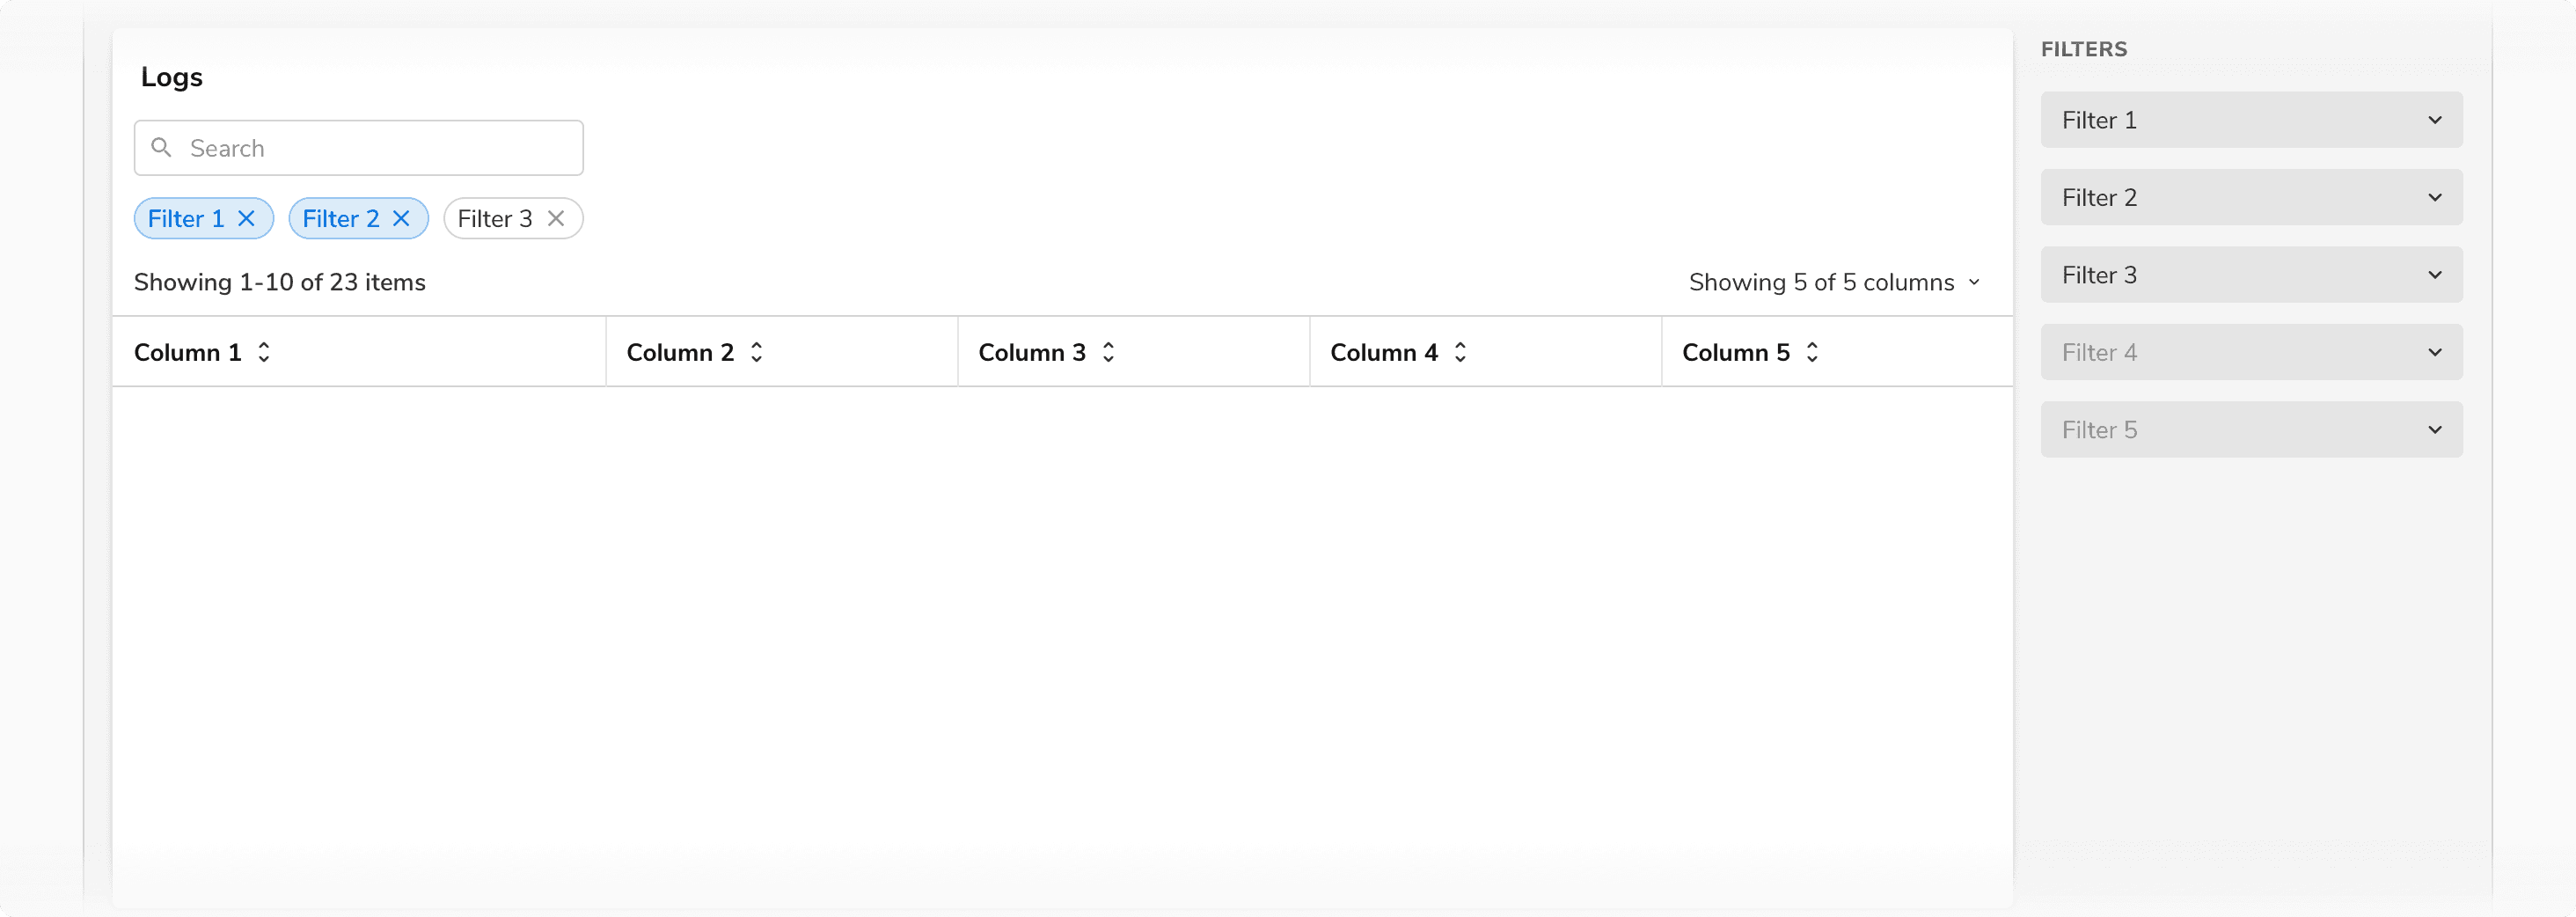 Logs
Search
Filter 1 Filter 2 Filter 3
Showing 1-10 of 23 items Showing 5 of 5 columns
Column 1 Column 2 Column 3 Column 4 Column 5
FILTERS
Filter 1
Filter 2
Filter 3
Filter 4
Filter 5